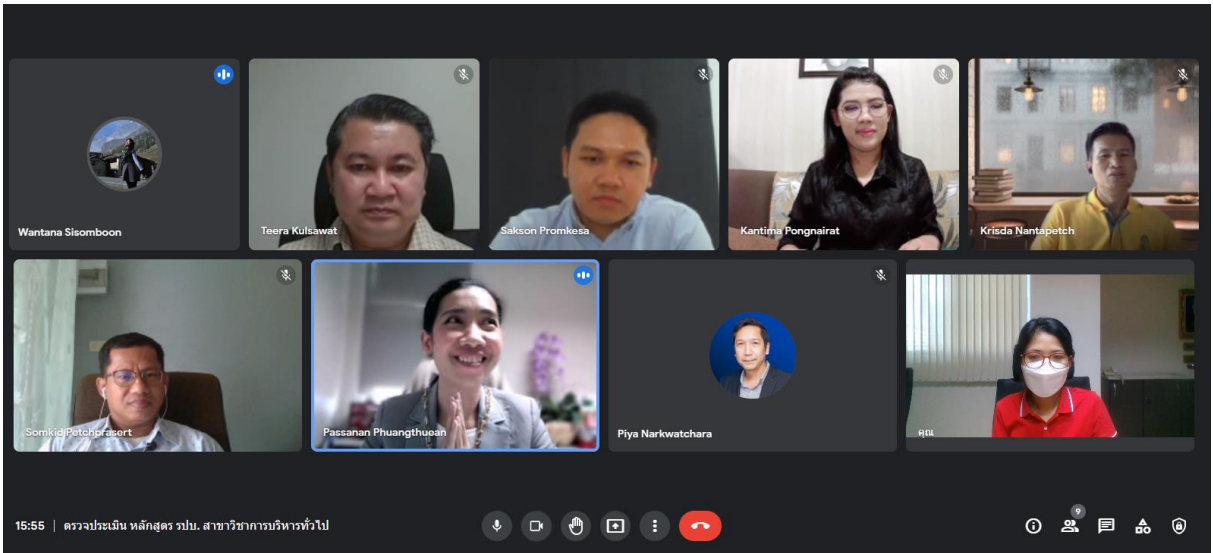 Wantana Sisomboon
Teera Kulsawat
Sakson Promkesa
Kantima Pongnairat
Krisda Nantapetch
Somkid Petchprasert
Passanan Phuangthuean
Piya Narkwatchara
คุณ
15:55 | ตรวจประเมิน หลักสูตร รปบ. สาขาวิชาการบริหารทั่วไป
9